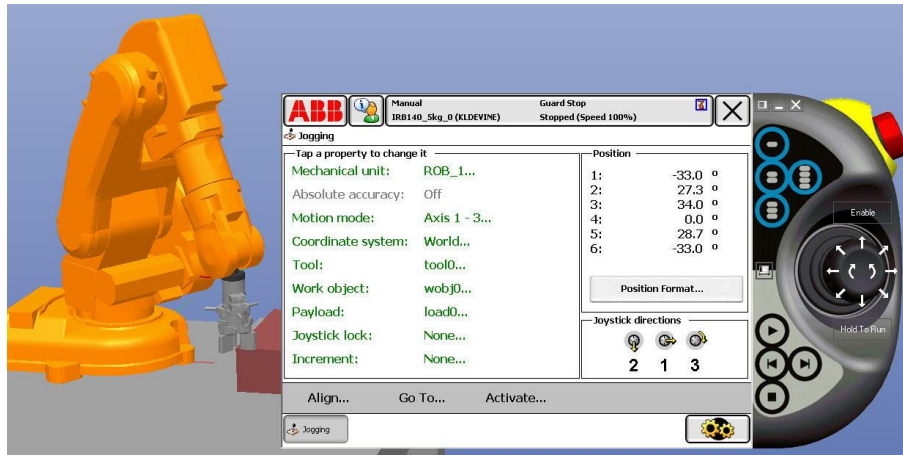 ABB
Manual
Guard Stop
IRB140_5kg_0 (KLDEVINE)
Stopped (Speed 100%)
Jogging
Tap a property to change it
Mechanical unit: ROB_1...
Absolute accuracy: Off
Motion mode: Axis 1 - 3...
Coordinate system: World...
Tool: tool0...
Work object: wobj0...
Payload: load0...
Joystick lock: None...
Increment: None...
Position
1: -33.0 º
2: 27.3 º
3: 34.0 º
4: 0.0 º
5: 28.7 º
6: -33.0 º
Position Format...
Joystick directions
2 1 3
Align... Go To... Activate...
Jogging
Enable
Hold To Run